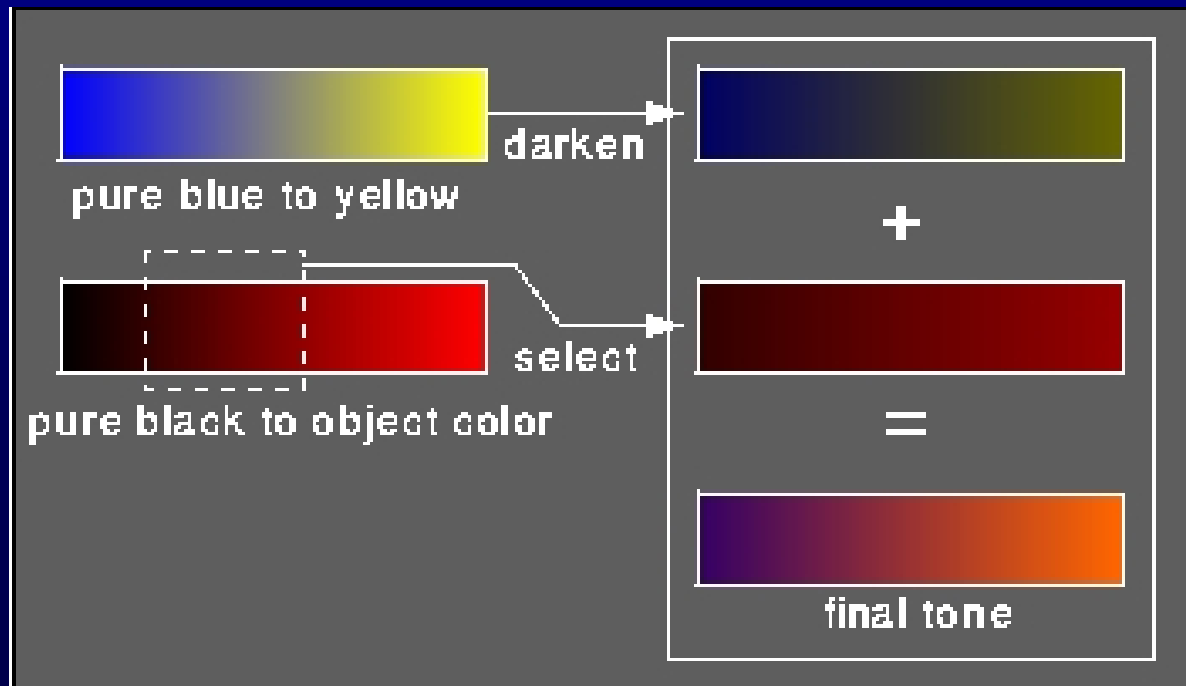 darken
pure blue to yellow
+
select
pure black to object color
=
final tone